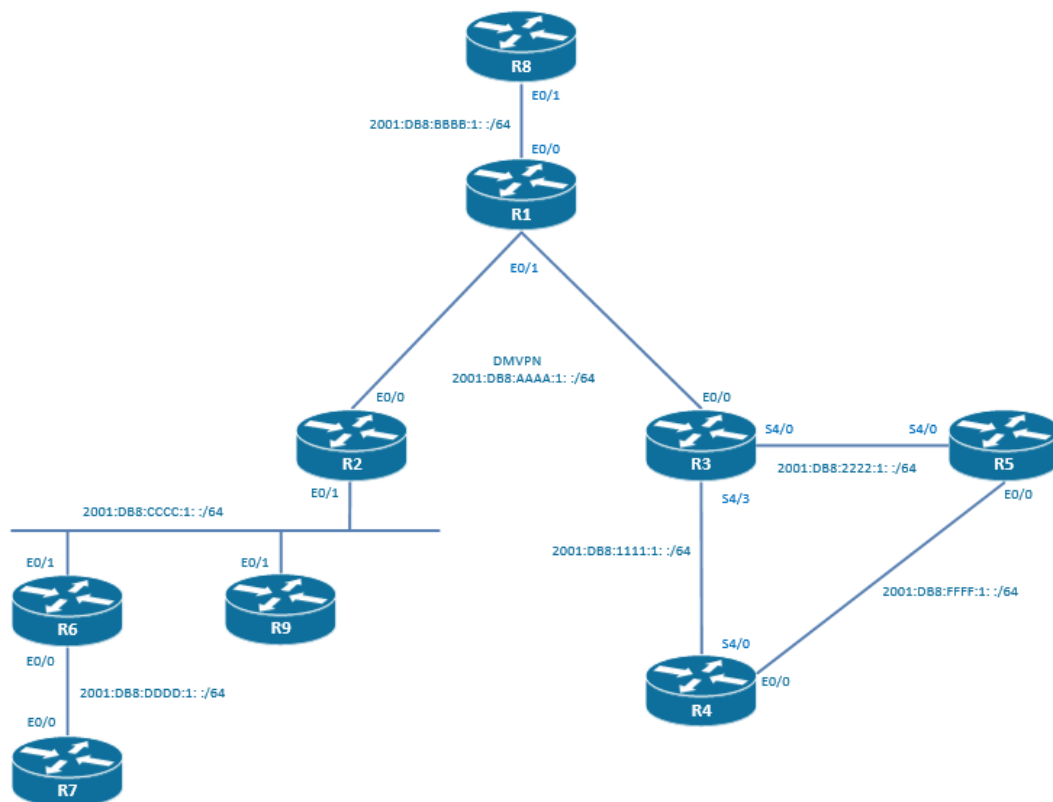 R8
E0/1
2001:DB8:BBBB:1: :/64
E0/0
R1
E0/1
DMVPN
2001:DB8:AAAA:1: :/64
E0/0
E0/0
R2
R3
S4/0
S4/0
R5
2001:DB8:2222:1: :/64
E0/1
S4/3
E0/0
2001:DB8:CCCC:1: :/64
E0/1
E0/1
2001:DB8:1111:1: :/64
R6
R9
2001:DB8:FFFF:1: :/64
E0/0
S4/0
E0/0
R4
2001:DB8:DDDD:1: :/64
E0/0
R7